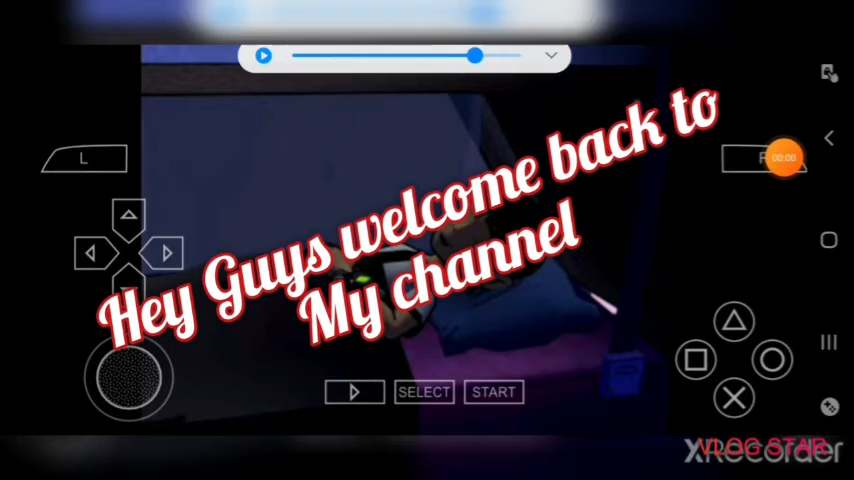 Hey Guys welcome back to
My channel
L
R
00:00
SELECT
START
VLOG STAR
XRecorder